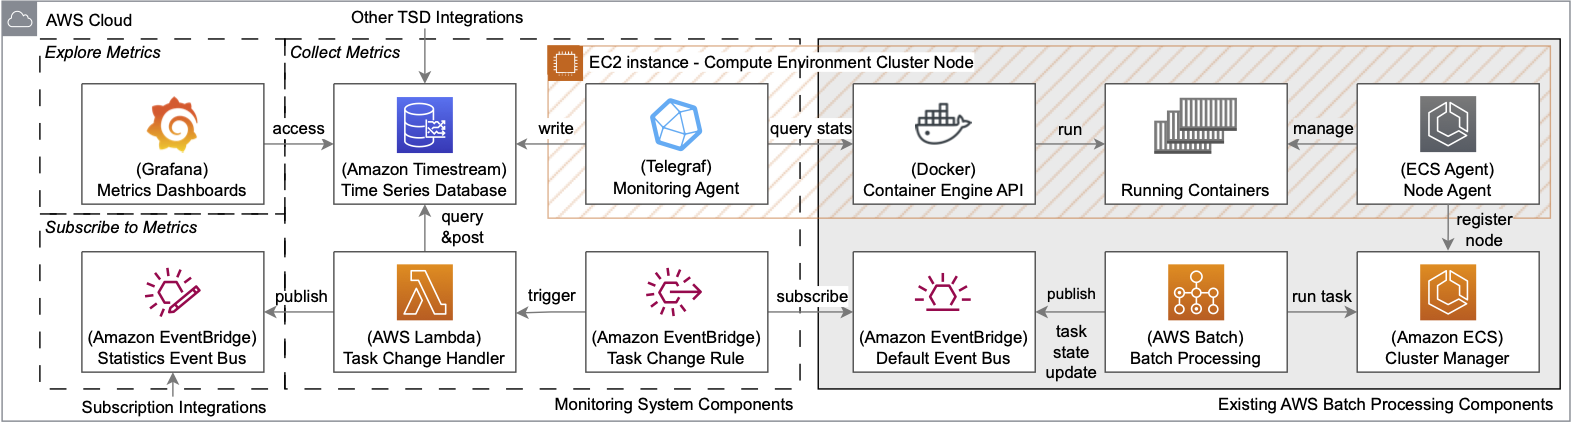 AWS Cloud
Other TSD Integrations
Explore Metrics
Collect Metrics
EC2 instance - Compute Environment Cluster Node
(Grafana)
Metrics Dashboards
access
(Amazon Timestream)
Time Series Database
write
(Telegraf)
Monitoring Agent
query stats
(Docker)
Container Engine API
run
Running Containers
manage
(ECS Agent)
Node Agent
Subscribe to Metrics
query
&post
register
node
(Amazon EventBridge)
Statistics Event Bus
publish
(AWS Lambda)
Task Change Handler
trigger
(Amazon EventBridge)
Task Change Rule
subscribe
(Amazon EventBridge)
Default Event Bus
publish
task
state
update
(AWS Batch)
Batch Processing
run task
(Amazon ECS)
Cluster Manager
Subscription Integrations
Monitoring System Components
Existing AWS Batch Processing Components